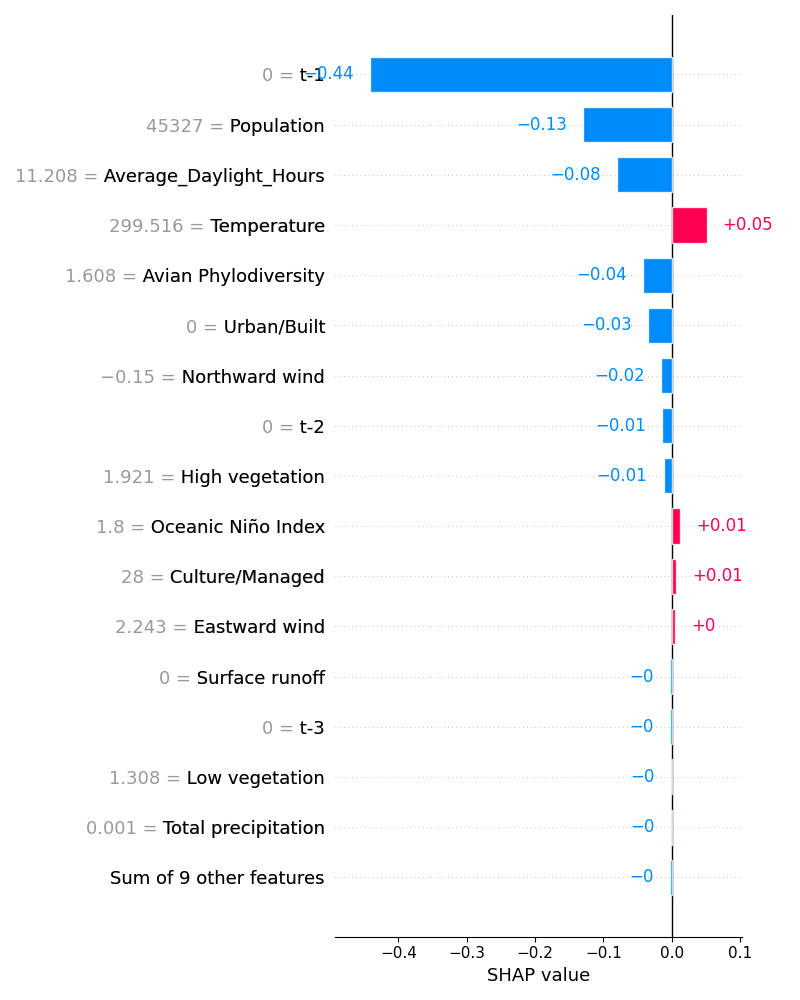 0 = t-1 −0.44
45327 = Population −0.13
11.208 = Average_Daylight_Hours −0.08
299.516 = Temperature +0.05
1.608 = Avian Phylodiversity −0.04
0 = Urban/Built −0.03
−0.15 = Northward wind −0.02
0 = t-2 −0.01
1.921 = High vegetation −0.01
1.8 = Oceanic Niño Index +0.01
28 = Culture/Managed +0.01
2.243 = Eastward wind +0
0 = Surface runoff −0
0 = t-3 −0
1.308 = Low vegetation −0
0.001 = Total precipitation −0
Sum of 9 other features −0
−0.4 −0.3 −0.2 −0.1 0.0 0.1
SHAP value